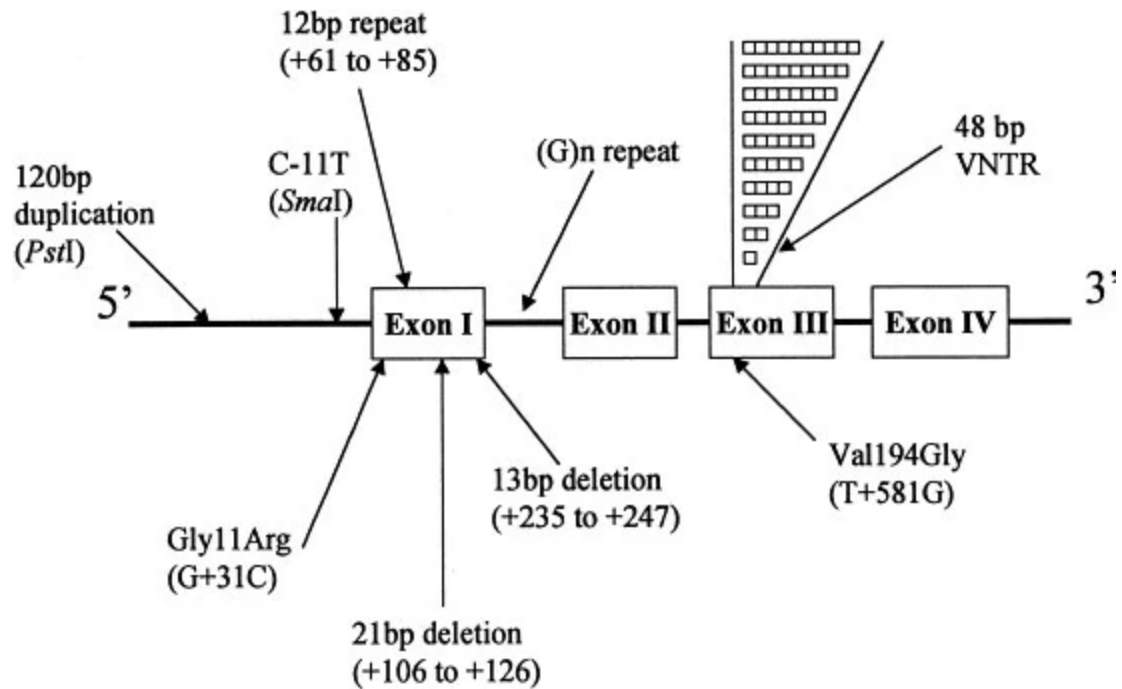 12bp repeat
(+61 to +85)
48 bp
VNTR
(G)n repeat
C-11T
(SmaI)
120bp
duplication
(PstI)
5’
3’
Exon I
Exon II
Exon III
Exon IV
Val194Gly
(T+581G)
13bp deletion
(+235 to +247)
Gly11Arg
(G+31C)
21bp deletion
(+106 to +126)